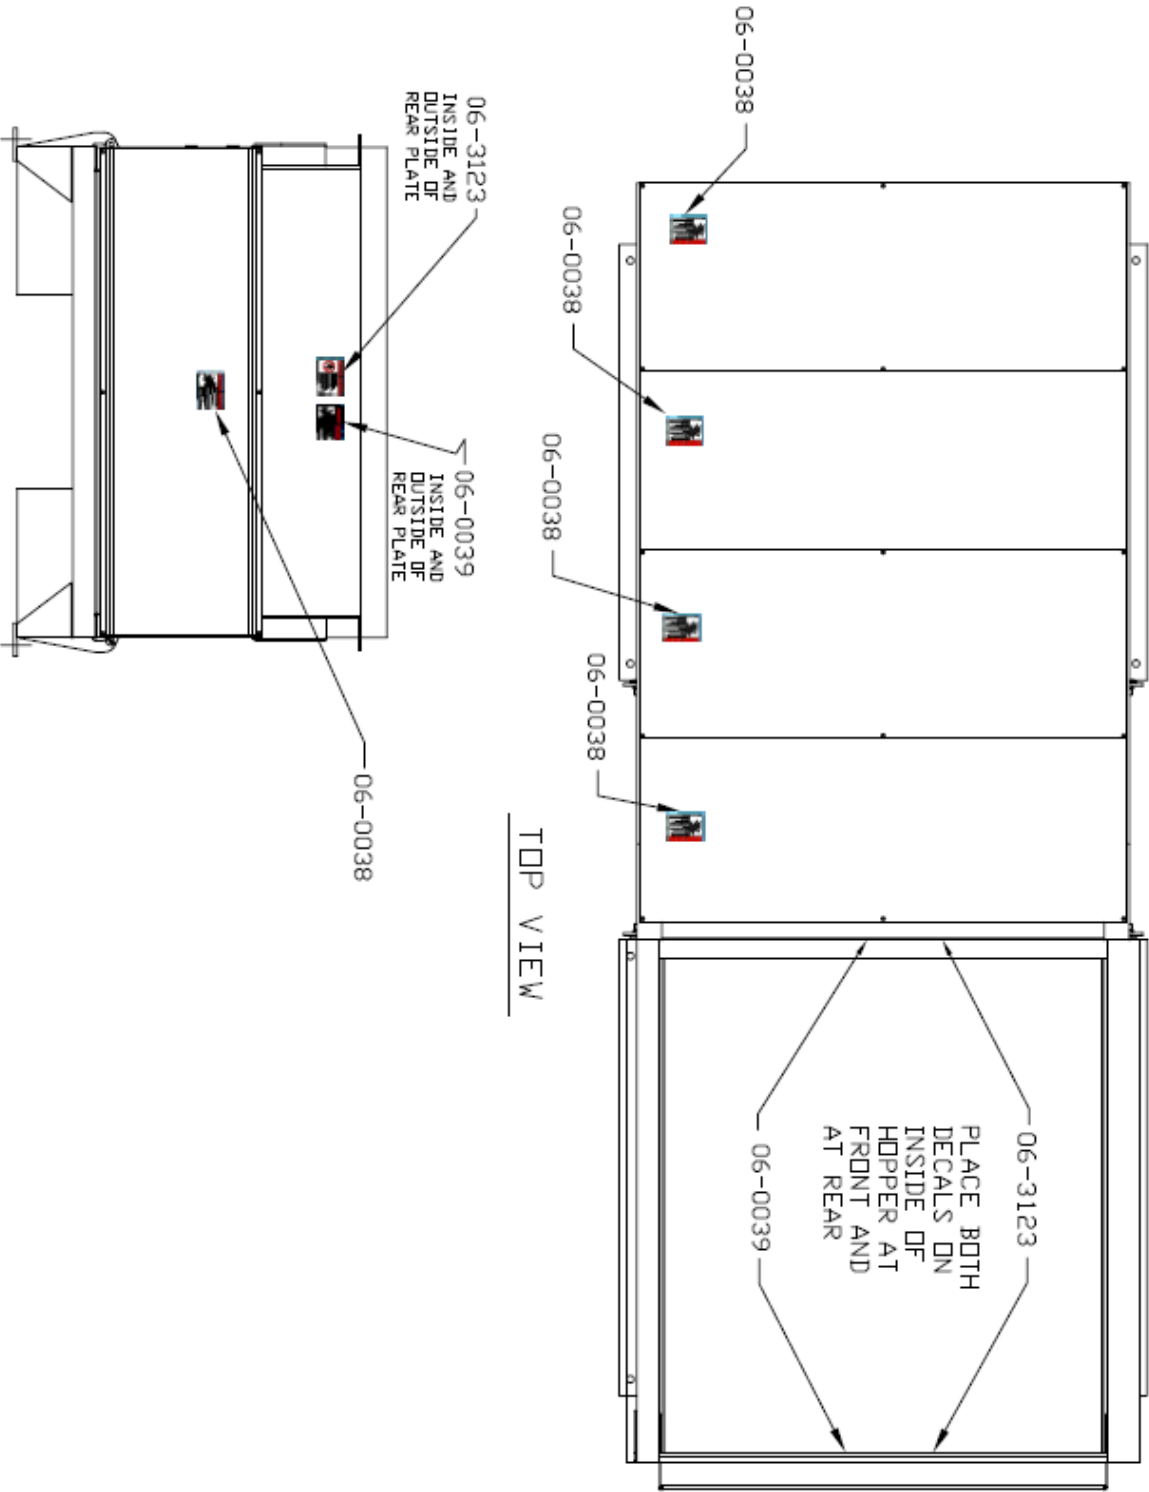 06-0038
06-0038
06-0038
06-0038
06-3123
PLACE BOTH
DECALS ON
INSIDE OF
HOPPER AT
FRONT AND
AT REAR
06-0039
TOP VIEW
06-3123
INSIDE AND
OUTSIDE OF
REAR PLATE
06-0039
INSIDE AND
OUTSIDE OF
REAR PLATE
06-0038